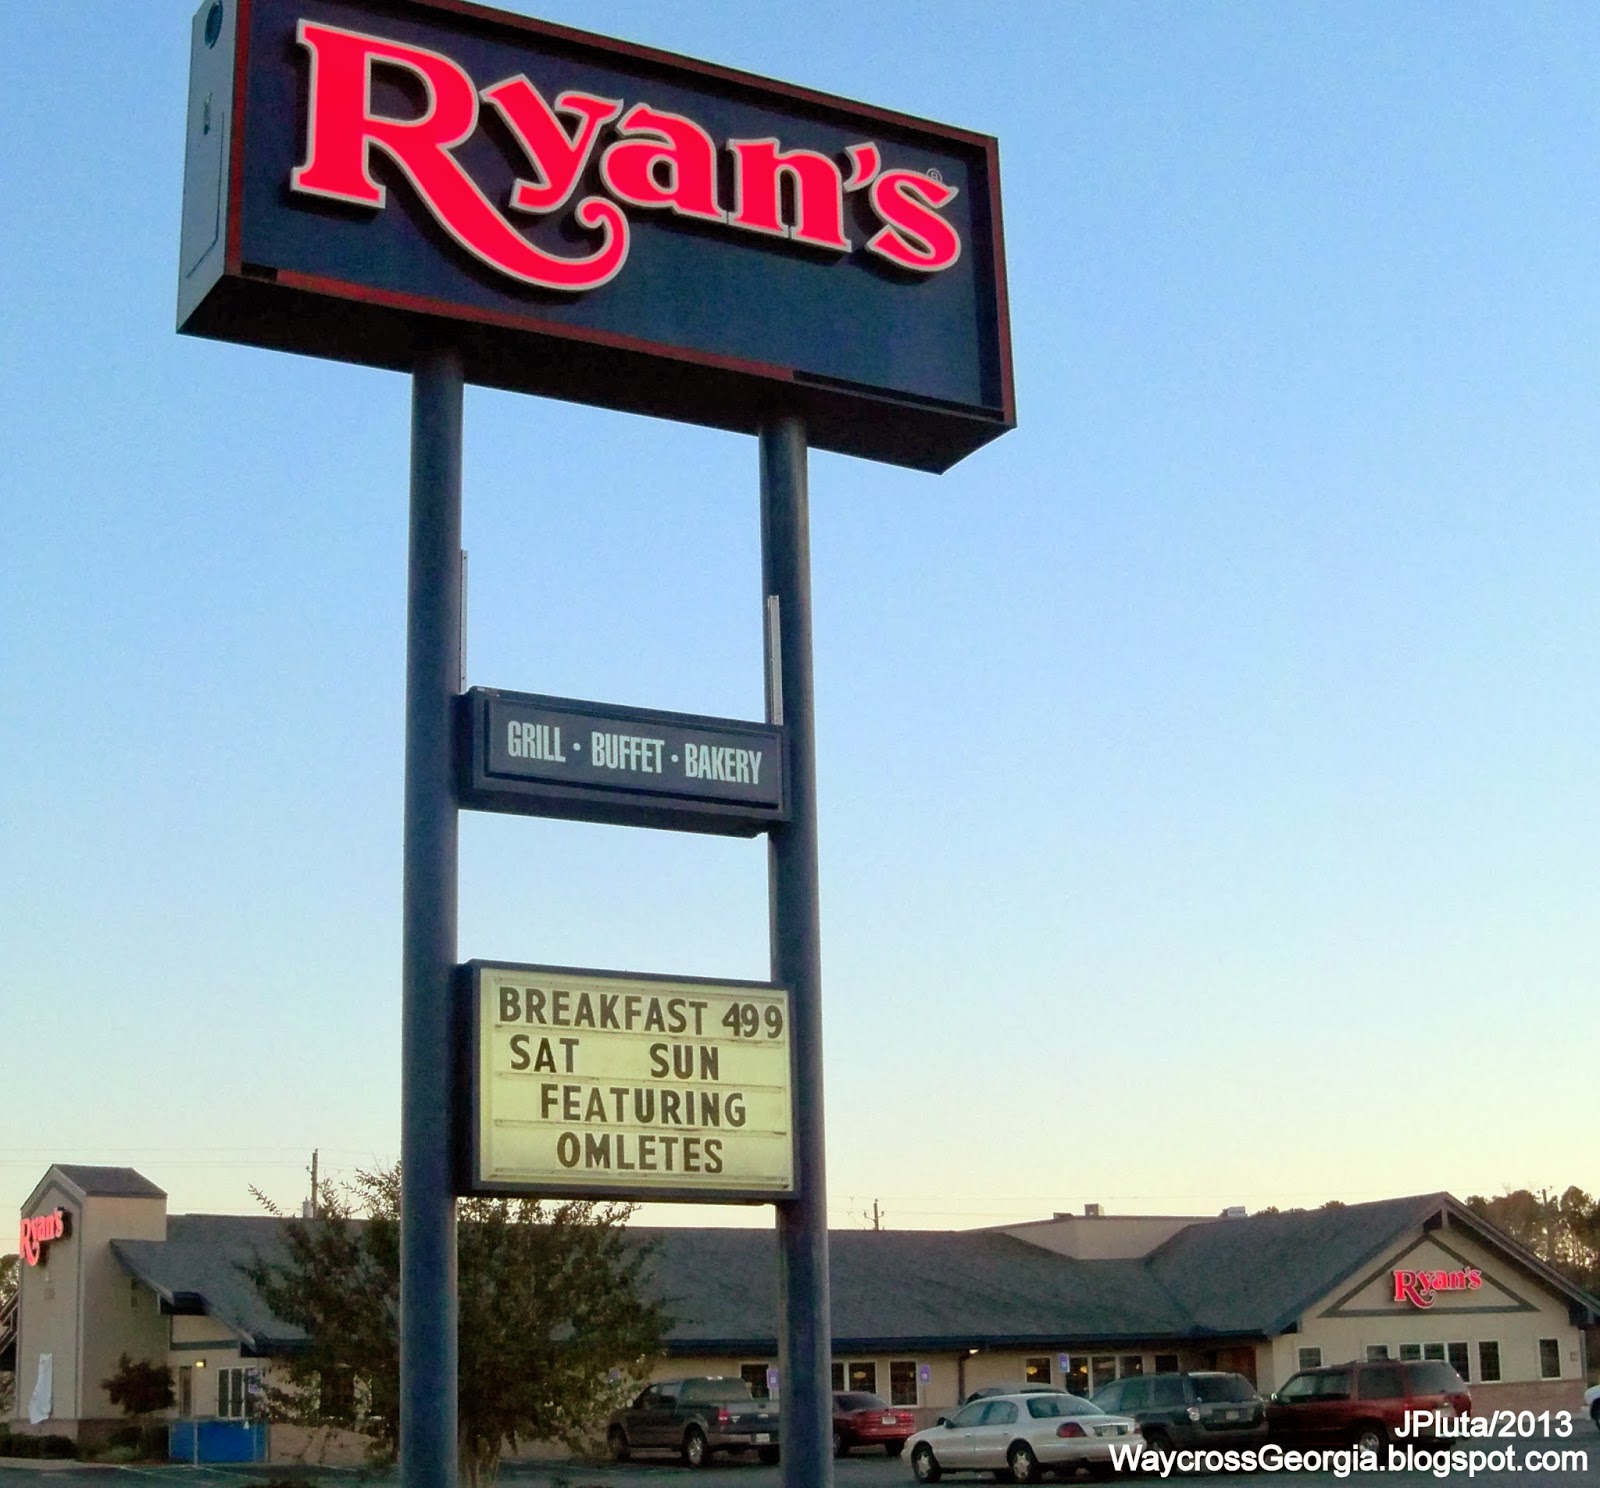 Ryan's®
GRILL · BUFFET · BAKERY
BREAKFAST 499
SAT SUN
FEATURING
OMLETES
Ryan's
Ryan's
JPluta/2013
WaycrossGeorgia.blogspot.com